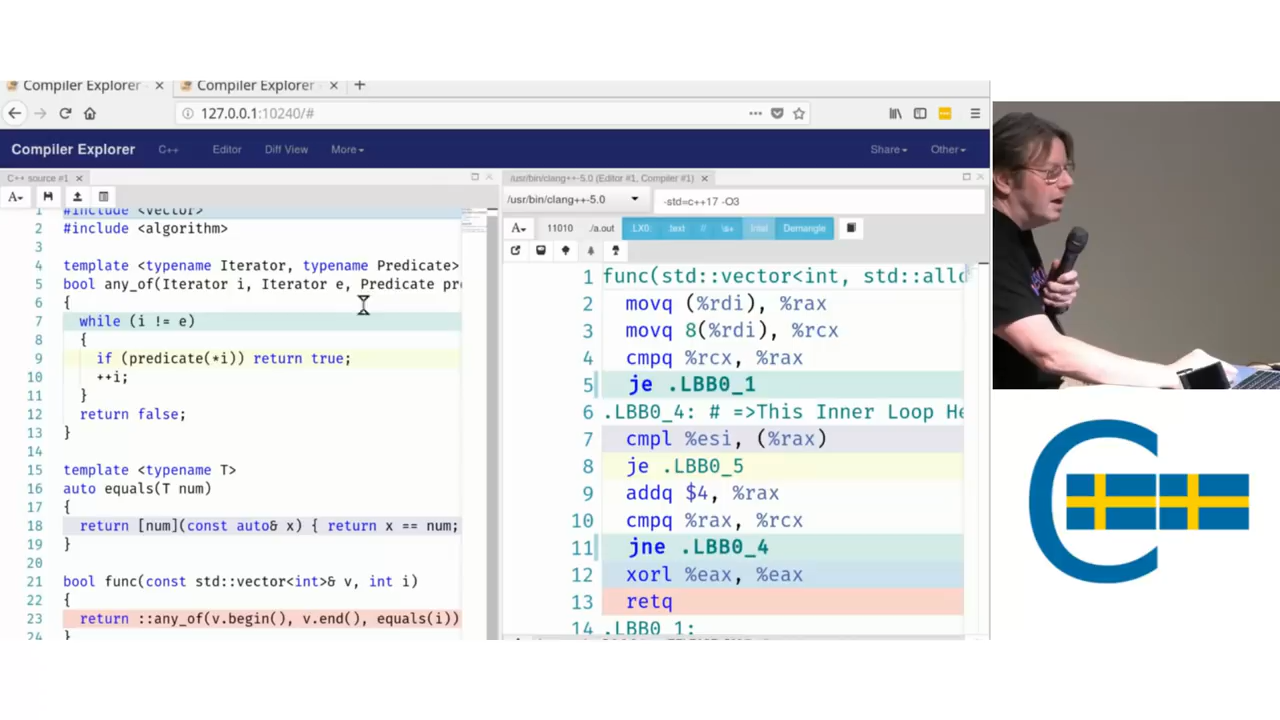 Compiler Explorer - × Compiler Explorer × +
127.0.0.1:10240/#
Compiler Explorer C++ Editor Diff View More Share Other
C++ source #1 ×
A
1 #include <vector>
2 #include <algorithm>
3
4 template <typename Iterator, typename Predicate>
5 bool any_of(Iterator i, Iterator e, Predicate pr
6 {
7 while (i != e)
8 {
9 if (predicate(*i)) return true;
10 ++i;
11 }
12 return false;
13 }
14
15 template <typename T>
16 auto equals(T num)
17 {
18 return [num](const auto& x) { return x == num;
19 }
20
21 bool func(const std::vector<int>& v, int i)
22 {
23 return ::any_of(v.begin(), v.end(), equals(i))
24 }
/usr/bin/clang++-5.0 (Editor #1, Compiler #1) ×
/usr/bin/clang++-5.0 -std=c++17 -O3
A 11010 ./a.out LX0: .text // \s+ Intel Demangle
1 func(std::vector<int, std::allo
2 movq (%rdi), %rax
3 movq 8(%rdi), %rcx
4 cmpq %rcx, %rax
5 je .LBB0_1
6 .LBB0_4: # =>This Inner Loop He
7 cmpl %esi, (%rax)
8 je .LBB0_5
9 addq $4, %rax
10 cmpq %rax, %rcx
11 jne .LBB0_4
12 xorl %eax, %eax
13 retq
14 .LBB0_1:
C++